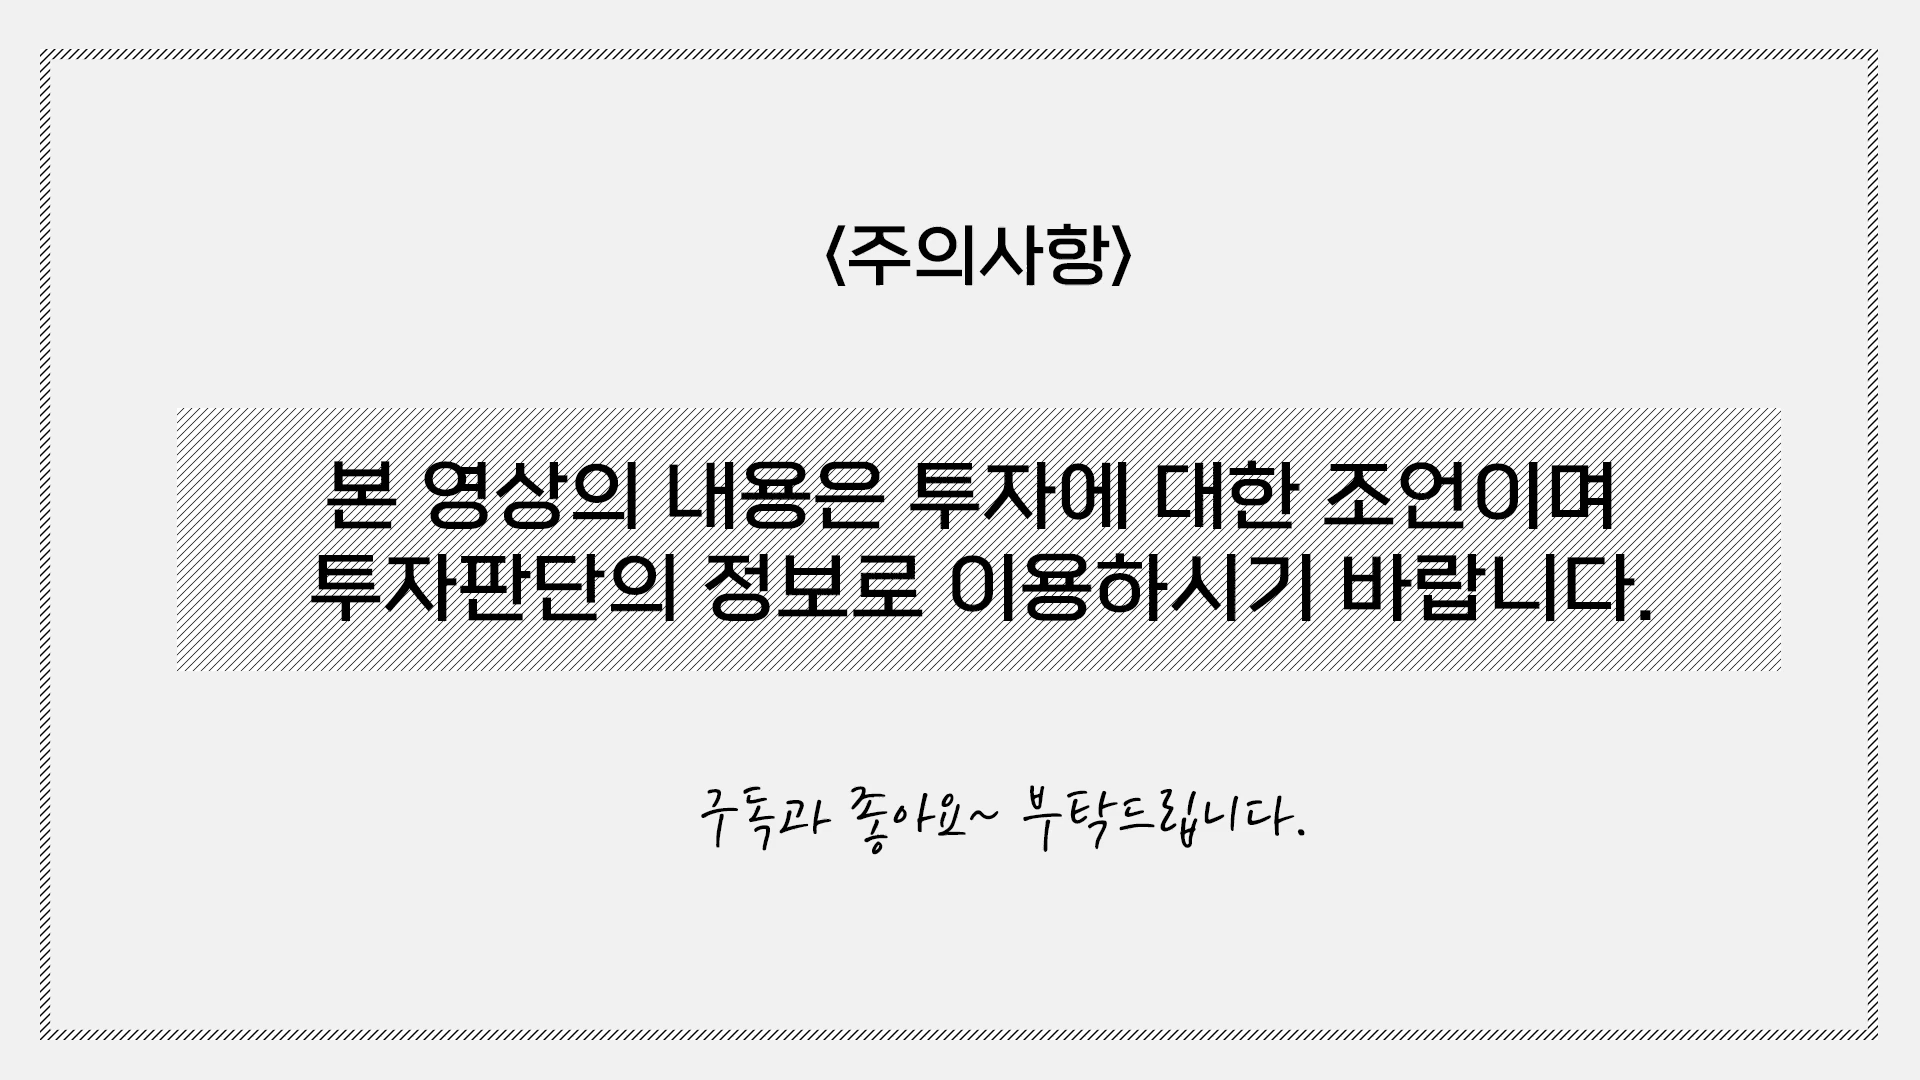 〈주의사항〉
본 영상의 내용은 투자에 대한 조언이며
투자판단의 정보로 이용하시기 바랍니다.
구독과 좋아요~ 부탁드립니다.